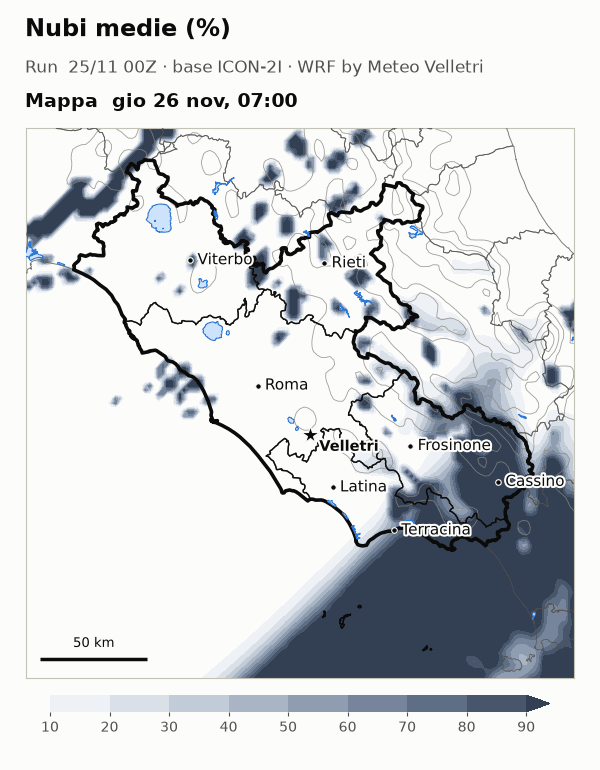 Nubi medie (%)
Run  25/11 00Z · base ICON-2I · WRF by Meteo Velletri
Mappa  gio 26 nov, 07:00
Viterbo
Rieti
Roma
Velletri
Frosinone
Cassino
Latina
Terracina
50 km
10 20 30 40 50 60 70 80 90